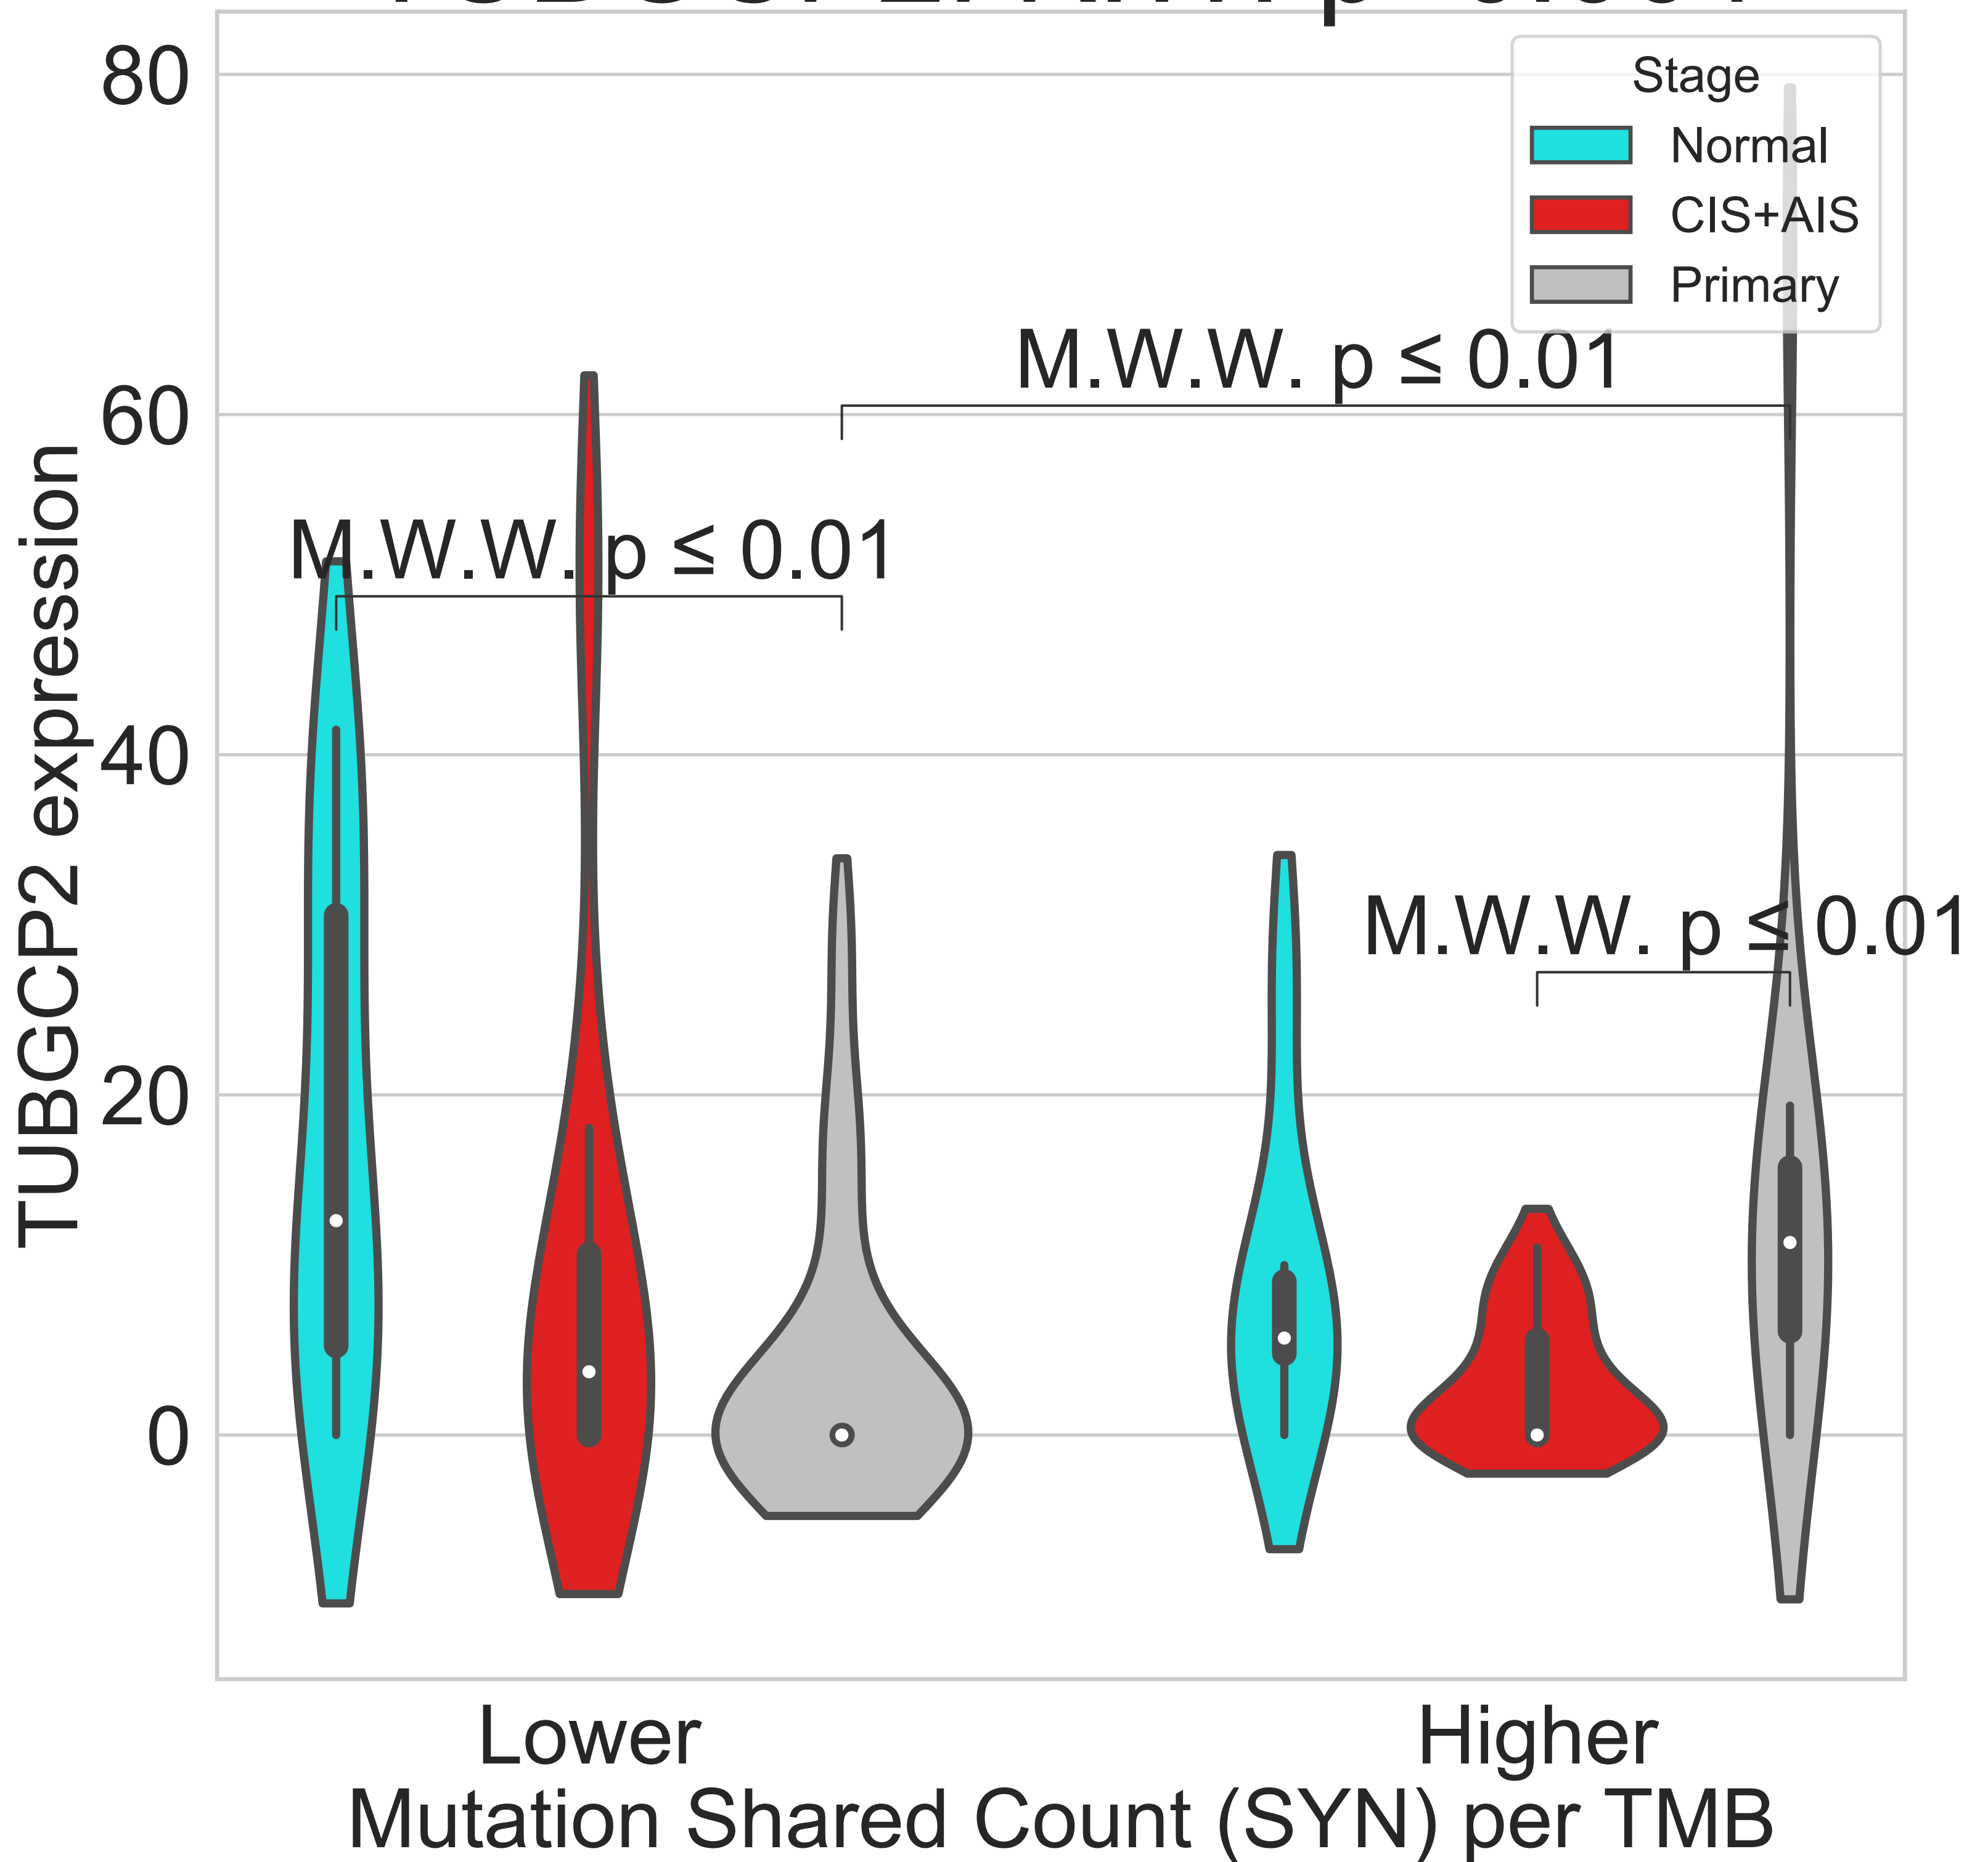 80
60
40
20
0
TUBGCP2 expression
Stage
Normal
CIS+AIS
Primary
M.W.W. p ≤ 0.01
M.W.W. p ≤ 0.01
M.W.W. p ≤ 0.01
Lower
Higher
Mutation Shared Count (SYN) per TMB